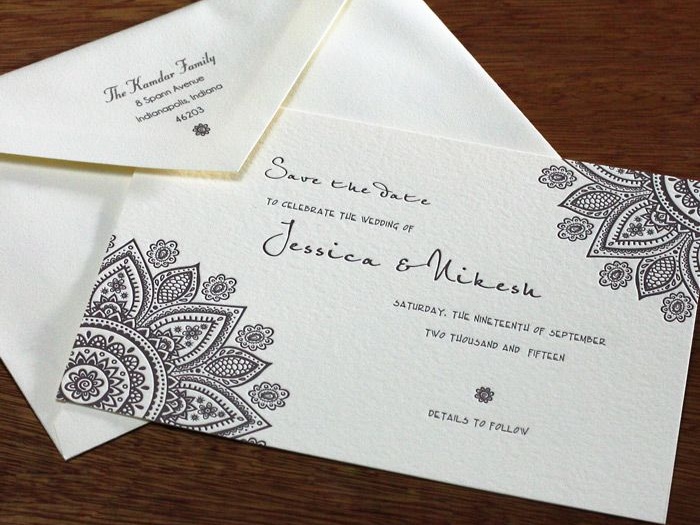 The Kamdar Family
8 Spann Avenue
Indianapolis, Indiana
46203
Save the date
TO CELEBRATE THE WEDDING OF
Jessica & Nikesh
SATURDAY, THE NINETEENTH OF SEPTEMBER
TWO THOUSAND AND FIFTEEN
DETAILS TO FOLLOW